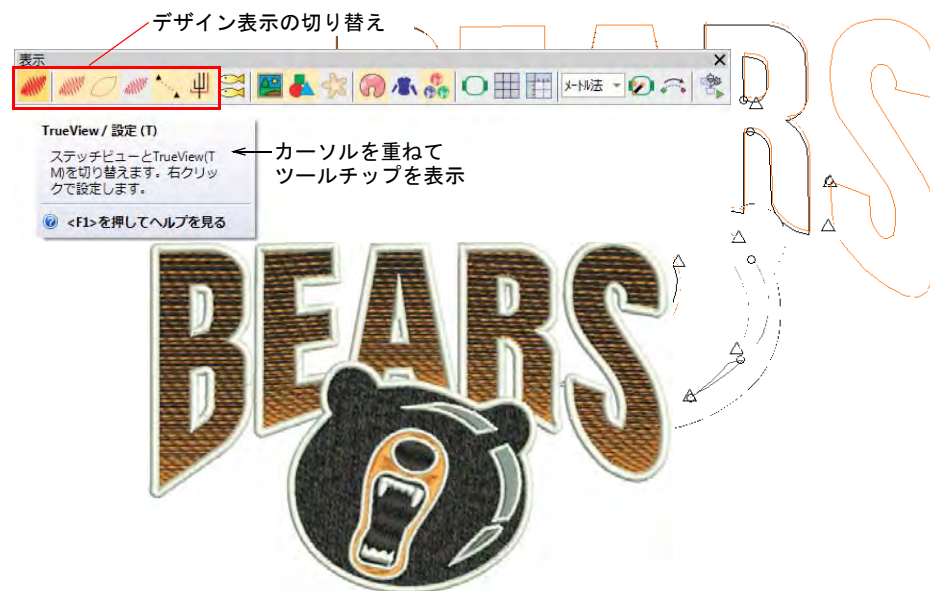 デザイン表示の切り替え
表示
メートル法
TrueView / 設定 (T)
ステッチビューとTrueView(T
M)を切り替えます。右クリッ
クで設定します。
<F1>を押してヘルプを見る
カーソルを重ねて
ツールチップを表示
BEARS